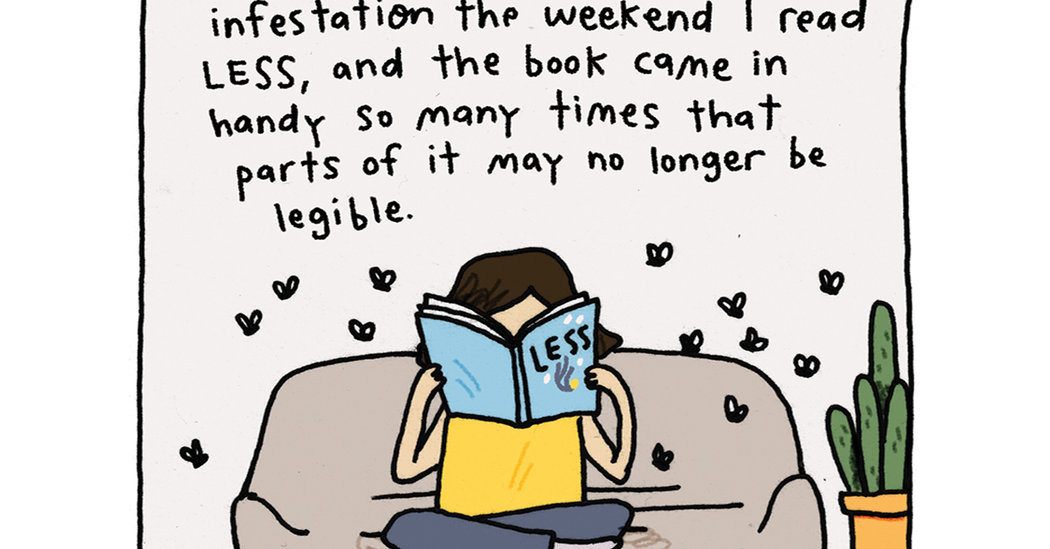 infestation the weekend I read
LESS, and the book came in
handy so many times that
parts of it may no longer be
legible.
LESS